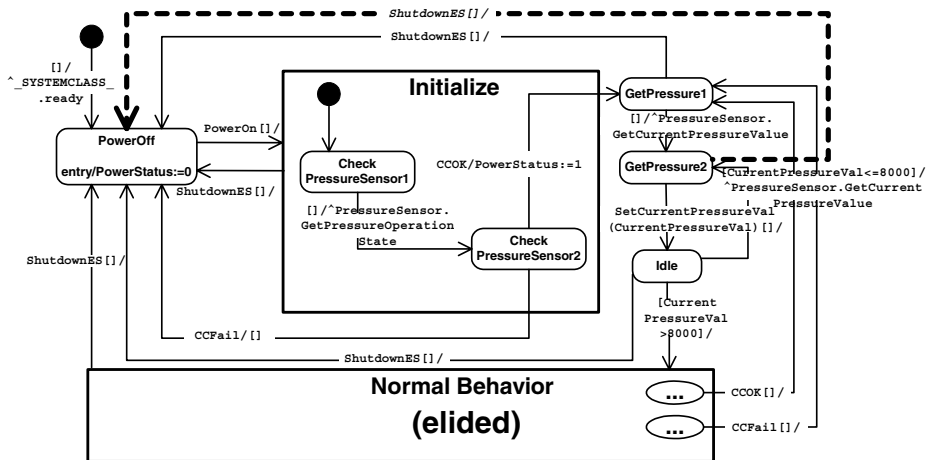 ShutdownES[]/
ShutdownES[]/
[]/
^_SYSTEMCLASS_
.ready
Initialize
GetPressure1
PowerOn[]/
[]/^PressureSensor.
GetCurrentPressureValue
PowerOff
entry/PowerStatus:=0
Check
PressureSensor1
CCOK/PowerStatus:=1
GetPressure2
[CurrentPressureVal<=8000]/
^PressureSensor.GetCurrent
PressureValue
ShutdownES[]/
[]/^PressureSensor.
GetPressureOperation
State
SetCurrentPressureVal
(CurrentPressureVal)[]/
Check
PressureSensor2
ShutdownES[]/
Idle
[Current
PressureVal
>8000]/
CCFail/[]
ShutdownES[]/
Normal Behavior
(elided)
...
CCOK[]/
...
CCFail[]/